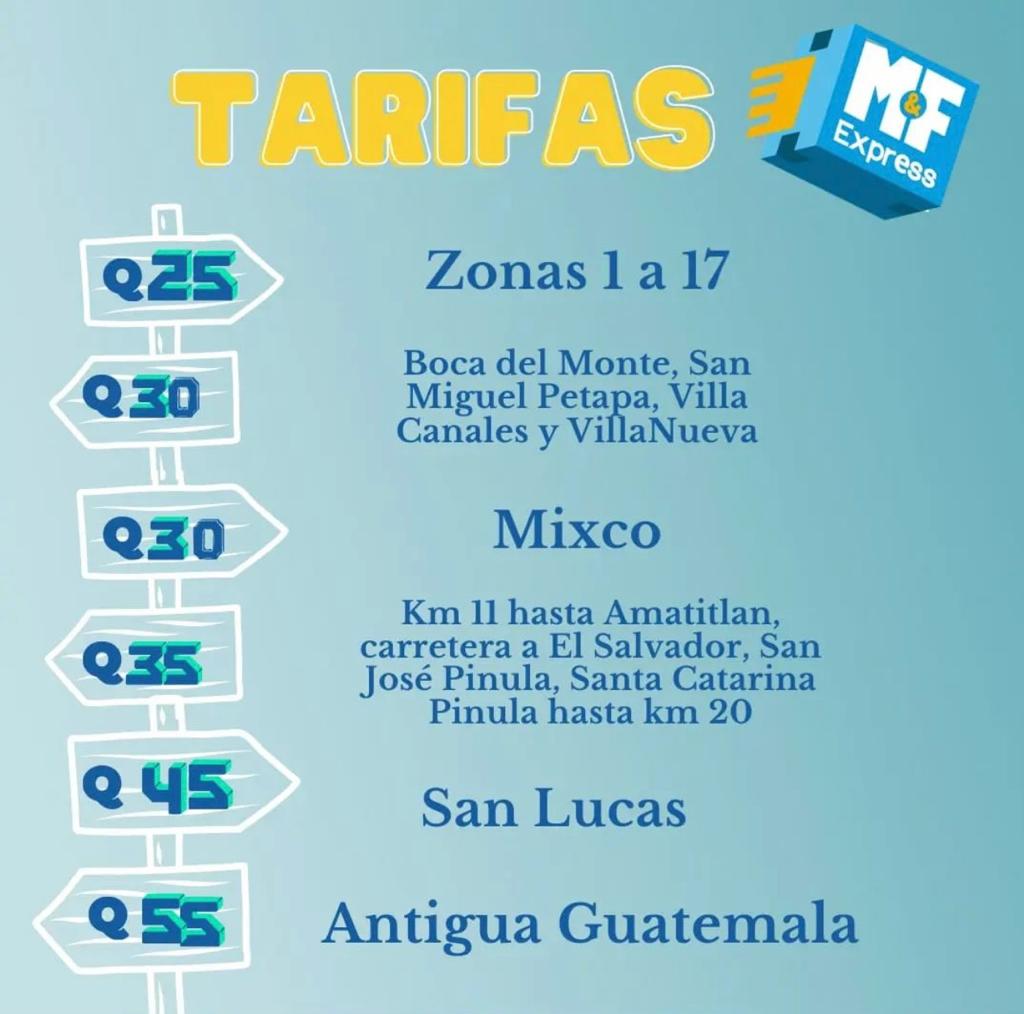 TARIFAS
M&F
Express
Q25
Zonas 1 a 17
Q30
Boca del Monte, San
Miguel Petapa, Villa
Canales y VillaNueva
Q30
Mixco
Q35
Km 11 hasta Amatitlan,
carretera a El Salvador, San
José Pinula, Santa Catarina
Pinula hasta km 20
Q 45
San Lucas
Q 55
Antigua Guatemala